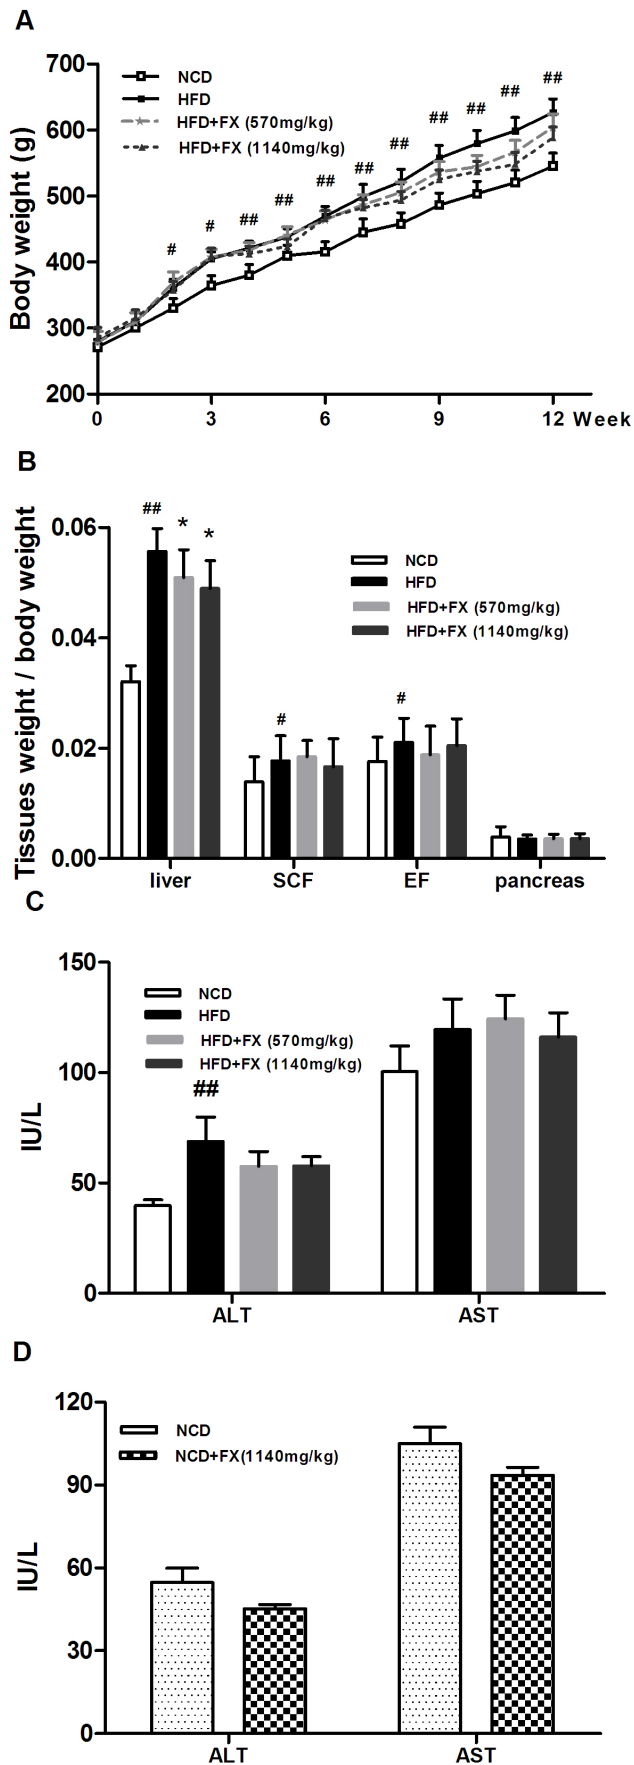 A
Body weight (g)
700
600
500
400
300
200
NCD
HFD
HFD+FX (570mg/kg)
HFD+FX (1140mg/kg)
# # ## ## ## ## ## ## ## ## ##
0 3 6 9 12 Week
B
Tissues weight / body weight
0.06
0.04
0.02
0.00
## * *
#
#
NCD
HFD
HFD+FX (570mg/kg)
HFD+FX (1140mg/kg)
liver SCF EF pancreas
C
IU/L
150
100
50
0
NCD
HFD
HFD+FX (570mg/kg)
HFD+FX (1140mg/kg)
##
ALT AST
D
IU/L
120
90
60
30
0
NCD
NCD+FX(1140mg/kg)
ALT AST